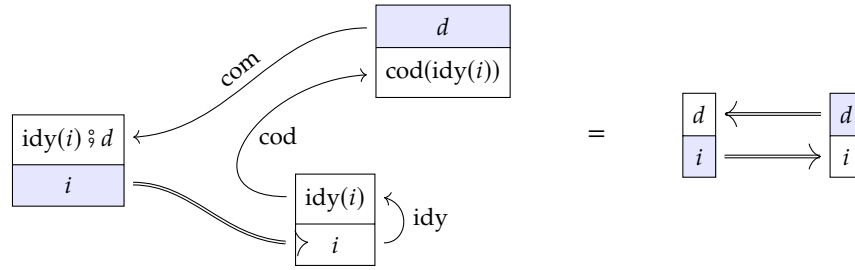 d
cod(idy(i))
com
idy(i) ⨟ d
i
cod
idy(i)
i
idy
=
d
i
d
i